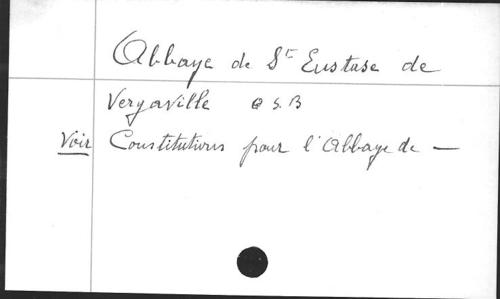 Abbaye de St Eustase de
Vergaville O S. B
Voir Constitutions pour l'Abbaye de —